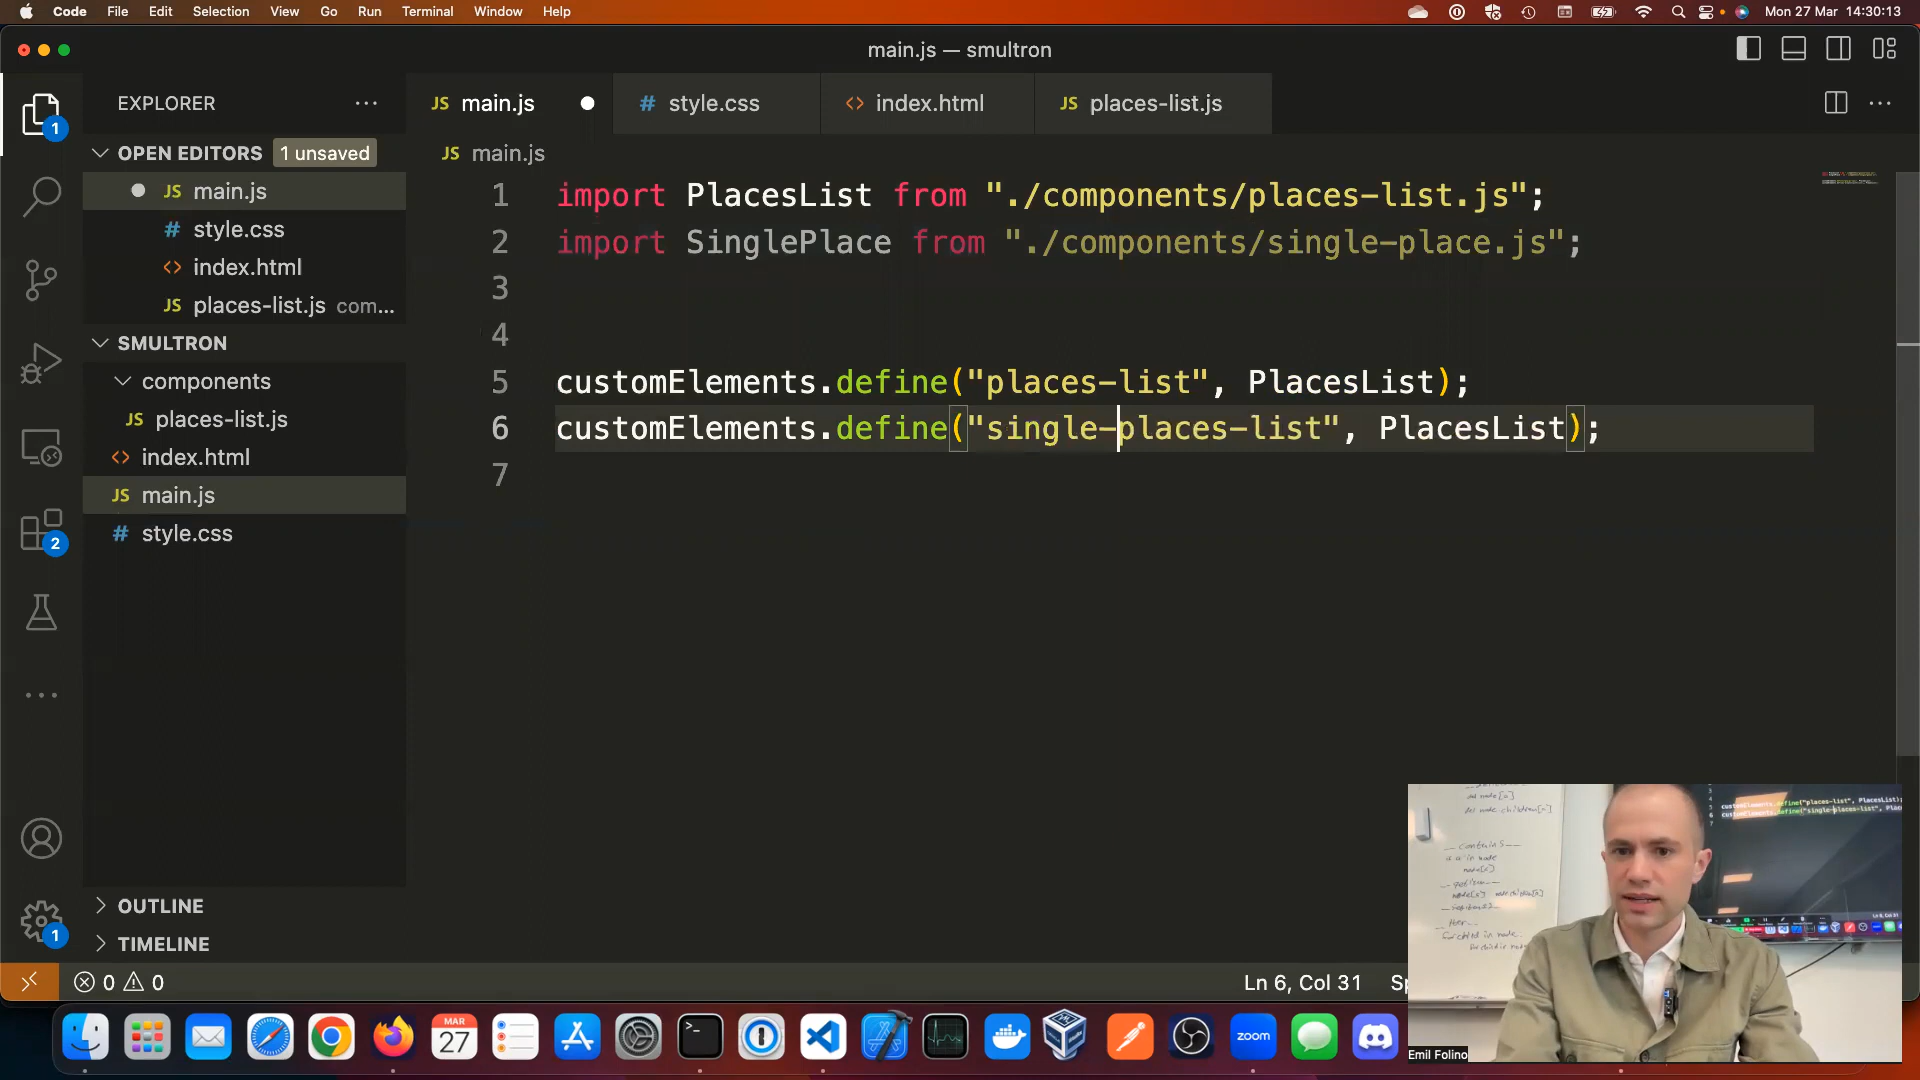 Code File Edit Selection View Go Run Terminal Window Help Mon 27 Mar 14:30:13
main.js — smultron
EXPLORER
main.js style.css index.html places-list.js
OPEN EDITORS 1 unsaved
main.js
style.css
index.html
places-list.js com...
SMULTRON
components
places-list.js
index.html
main.js
style.css
OUTLINE
TIMELINE
main.js
1 import PlacesList from "./components/places-list.js";
2 import SinglePlace from "./components/single-place.js";
3
4
5 customElements.define("places-list", PlacesList);
6 customElements.define("single-places-list", PlacesList);
7
0 0 Ln 6, Col 31
MAR
27
zoom
Emil Folino